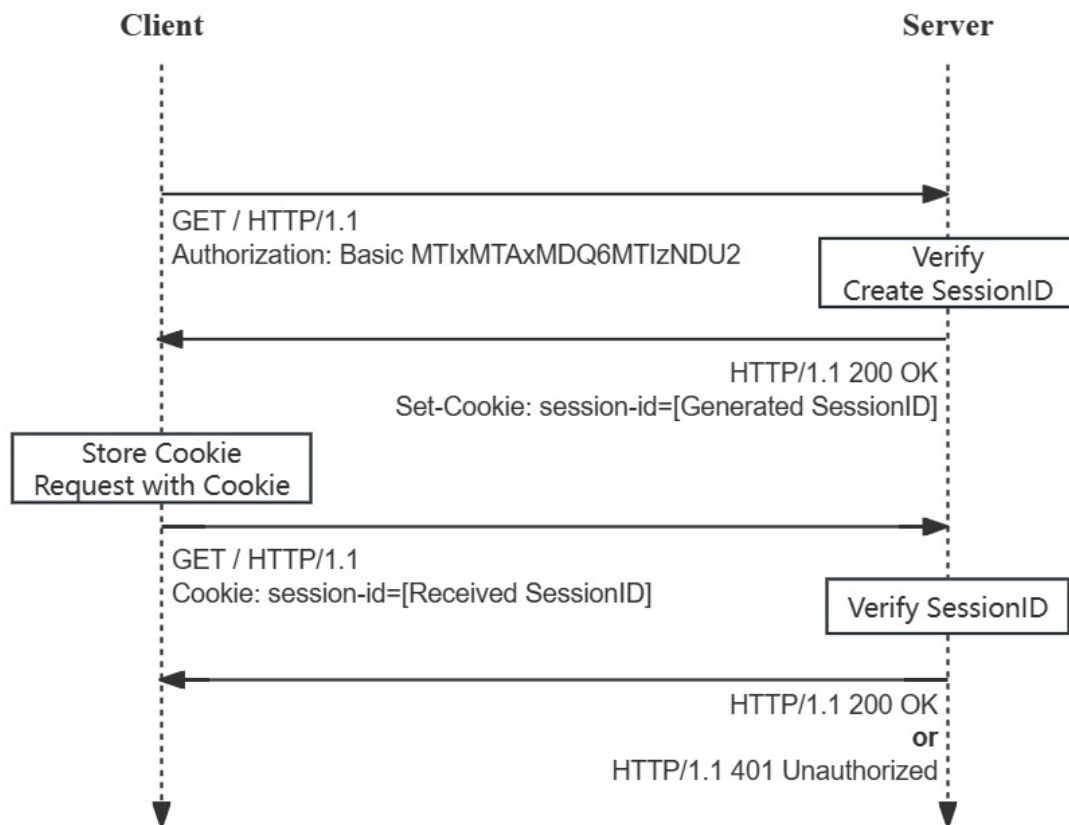 Client
Server
GET / HTTP/1.1
Authorization: Basic MTIxMTAxMDQ6MTIzNDU2
Verify
Create SessionID
HTTP/1.1 200 OK
Set-Cookie: session-id=[Generated SessionID]
Store Cookie
Request with Cookie
GET / HTTP/1.1
Cookie: session-id=[Received SessionID]
Verify SessionID
HTTP/1.1 200 OK
or
HTTP/1.1 401 Unauthorized